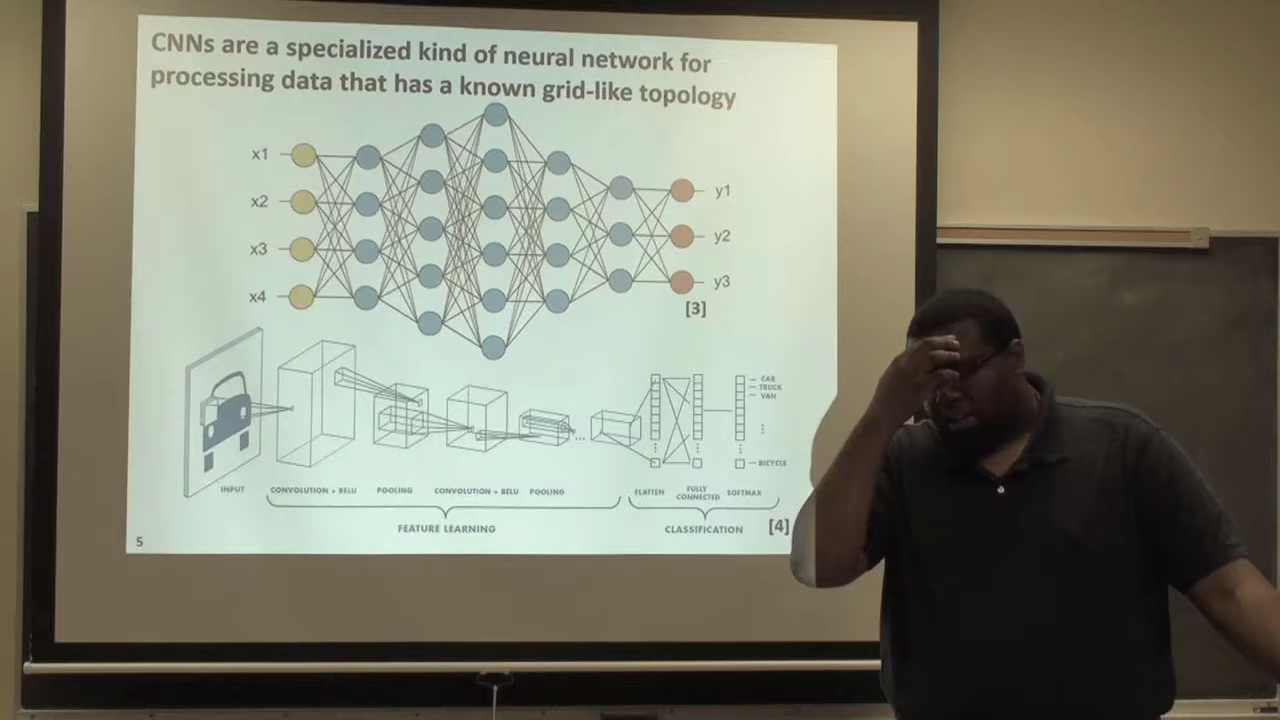 CNNs are a specialized kind of neural network for
processing data that has a known grid-like topology
x1
x2
x3
x4
y1
y2
y3
[3]
CAR
TRUCK
VAN
BICYCLE
INPUT
CONVOLUTION + RELU
POOLING
CONVOLUTION + RELU
POOLING
FLATTEN
FULLY
CONNECTED
SOFTMAX
FEATURE LEARNING
CLASSIFICATION
[4]
5